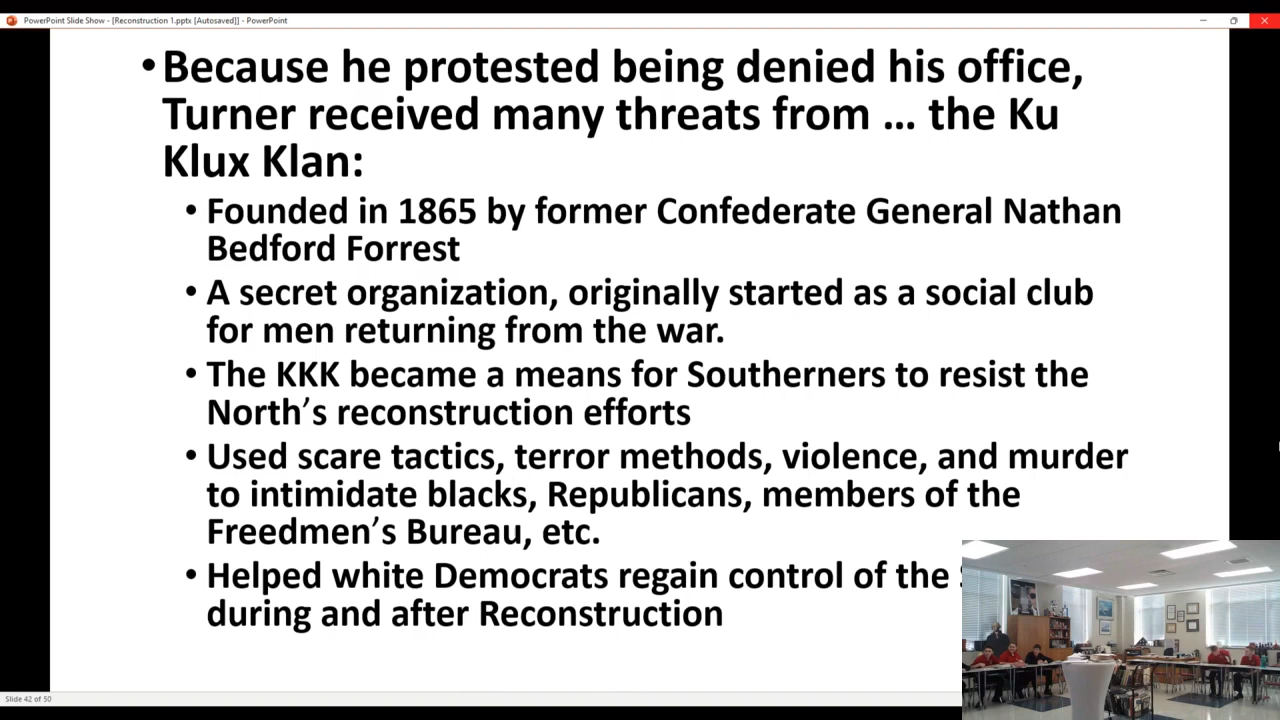 PowerPoint Slide Show - [Reconstruction 1.pptx [Autosaved]] - PowerPoint
• Because he protested being denied his office,
Turner received many threats from … the Ku
Klux Klan:
• Founded in 1865 by former Confederate General Nathan
Bedford Forrest
• A secret organization, originally started as a social club
for men returning from the war.
• The KKK became a means for Southerners to resist the
North’s reconstruction efforts
• Used scare tactics, terror methods, violence, and murder
to intimidate blacks, Republicans, members of the
Freedmen’s Bureau, etc.
• Helped white Democrats regain control of the
during and after Reconstruction
Slide 42 of 50